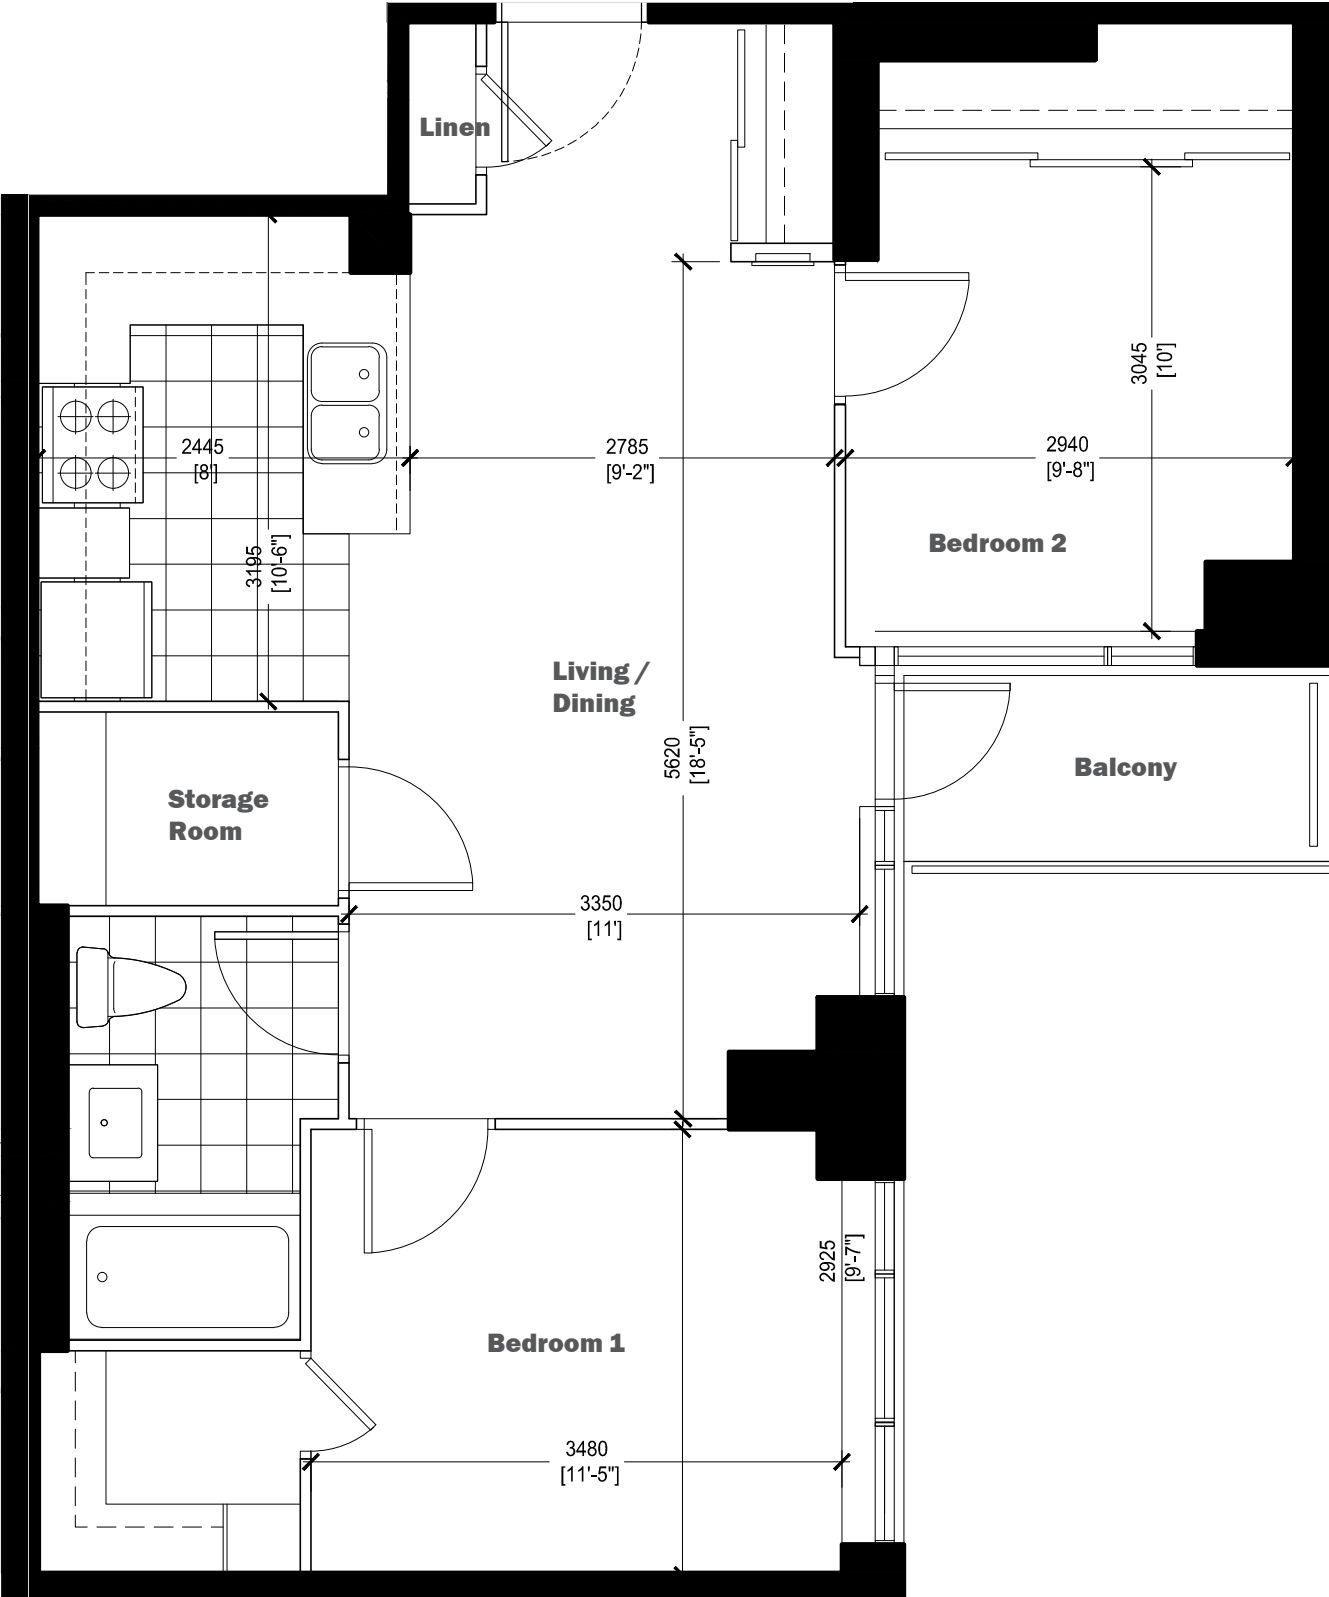 Linen
3045
[10']
2445
[8']
2785
[9'-2"]
2940
[9'-8"]
Bedroom 2
3195
[10'-6"]
Living /
Dining
5620
[18'-5"]
Balcony
Storage
Room
3350
[11']
2925
[9'-7"]
Bedroom 1
3480
[11'-5"]